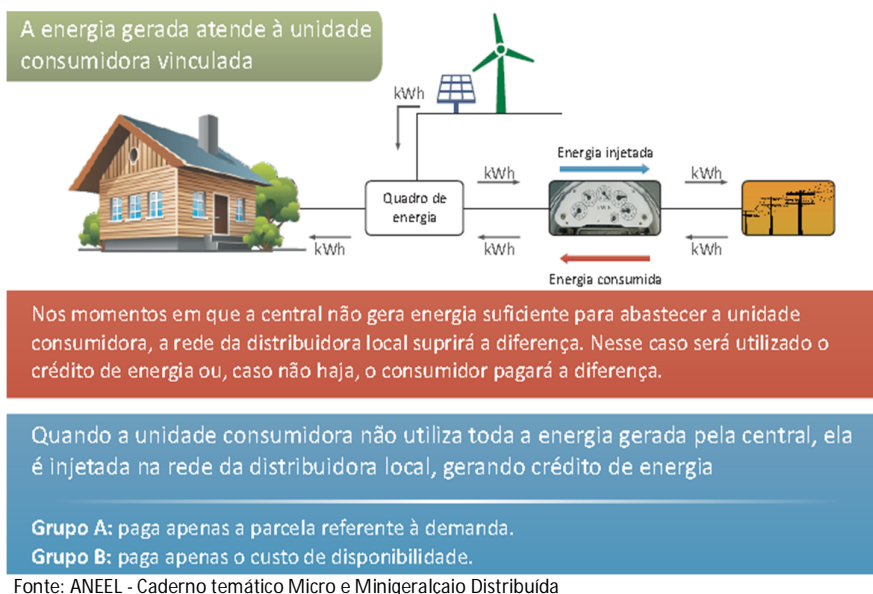 A energia gerada atende à unidade
consumidora vinculada
kWh
Energia injetada
kWh
kWh
Quadro de
energia
kWh
kWh
kWh
Energia consumida
Nos momentos em que a central não gera energia suficiente para abastecer a unidade
consumidora, a rede da distribuidora local suprirá a diferença. Nesse caso será utilizado o
crédito de energia ou, caso não haja, o consumidor pagará a diferença.
Quando a unidade consumidora não utiliza toda a energia gerada pela central, ela
é injetada na rede da distribuidora local, gerando crédito de energia
Grupo A: paga apenas a parcela referente à demanda.
Grupo B: paga apenas o custo de disponibilidade.
Fonte: ANEEL - Caderno temático Micro e Minigeralçaio Distribuída